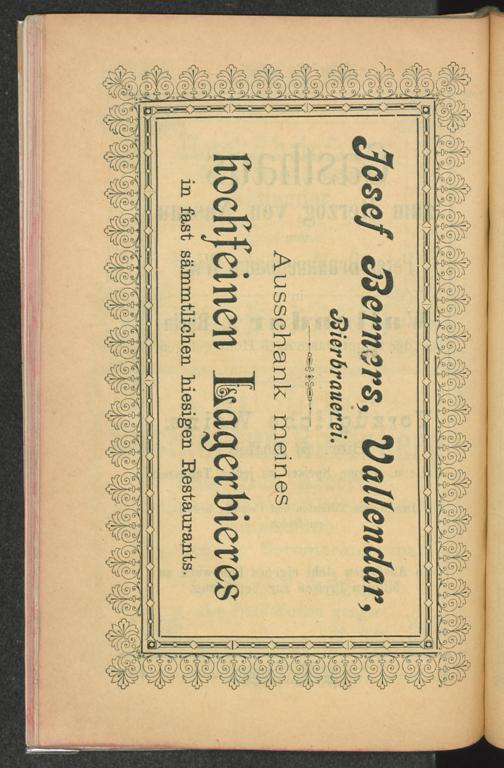 Josef Berners, Vallendar,
Bierbrauerei.
Ausschank meines
hochfeinen Lagerbieres
in fast sämmtlichen hiesigen Restaurants.